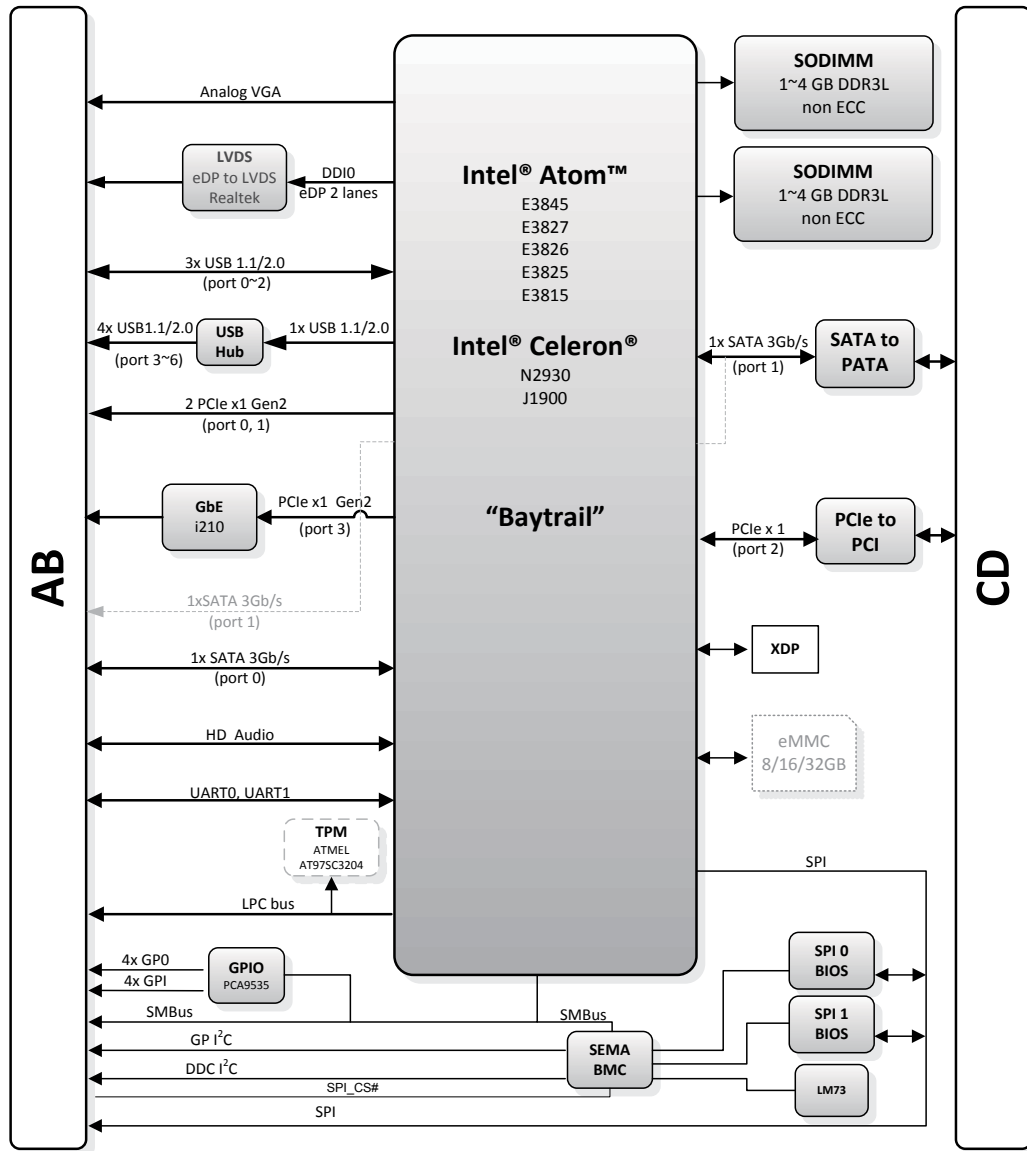 AB
Analog VGA
LVDS
eDP to LVDS
Realtek
DDI0
eDP 2 lanes
3x USB 1.1/2.0
(port 0~2)
4x USB1.1/2.0
(port 3~6)
USB
Hub
1x USB 1.1/2.0
2 PCIe x1 Gen2
(port 0, 1)
GbE
i210
PCIe x1 Gen2
(port 3)
1xSATA 3Gb/s
(port 1)
1x SATA 3Gb/s
(port 0)
HD Audio
UART0, UART1
TPM
ATMEL
AT97SC3204
LPC bus
4x GP0
4x GPI
GPIO
PCA9535
SMBus
GP I²C
DDC I²C
SPI_CS#
SPI
Intel® Atom™
E3845
E3827
E3826
E3825
E3815
Intel® Celeron®
N2930
J1900
“Baytrail”
SMBus
SEMA
BMC
SODIMM
1~4 GB DDR3L
non ECC
SODIMM
1~4 GB DDR3L
non ECC
1x SATA 3Gb/s
(port 1)
SATA to
PATA
PCIe x 1
(port 2)
PCIe to
PCI
XDP
eMMC
8/16/32GB
SPI
SPI 0
BIOS
SPI 1
BIOS
LM73
CD